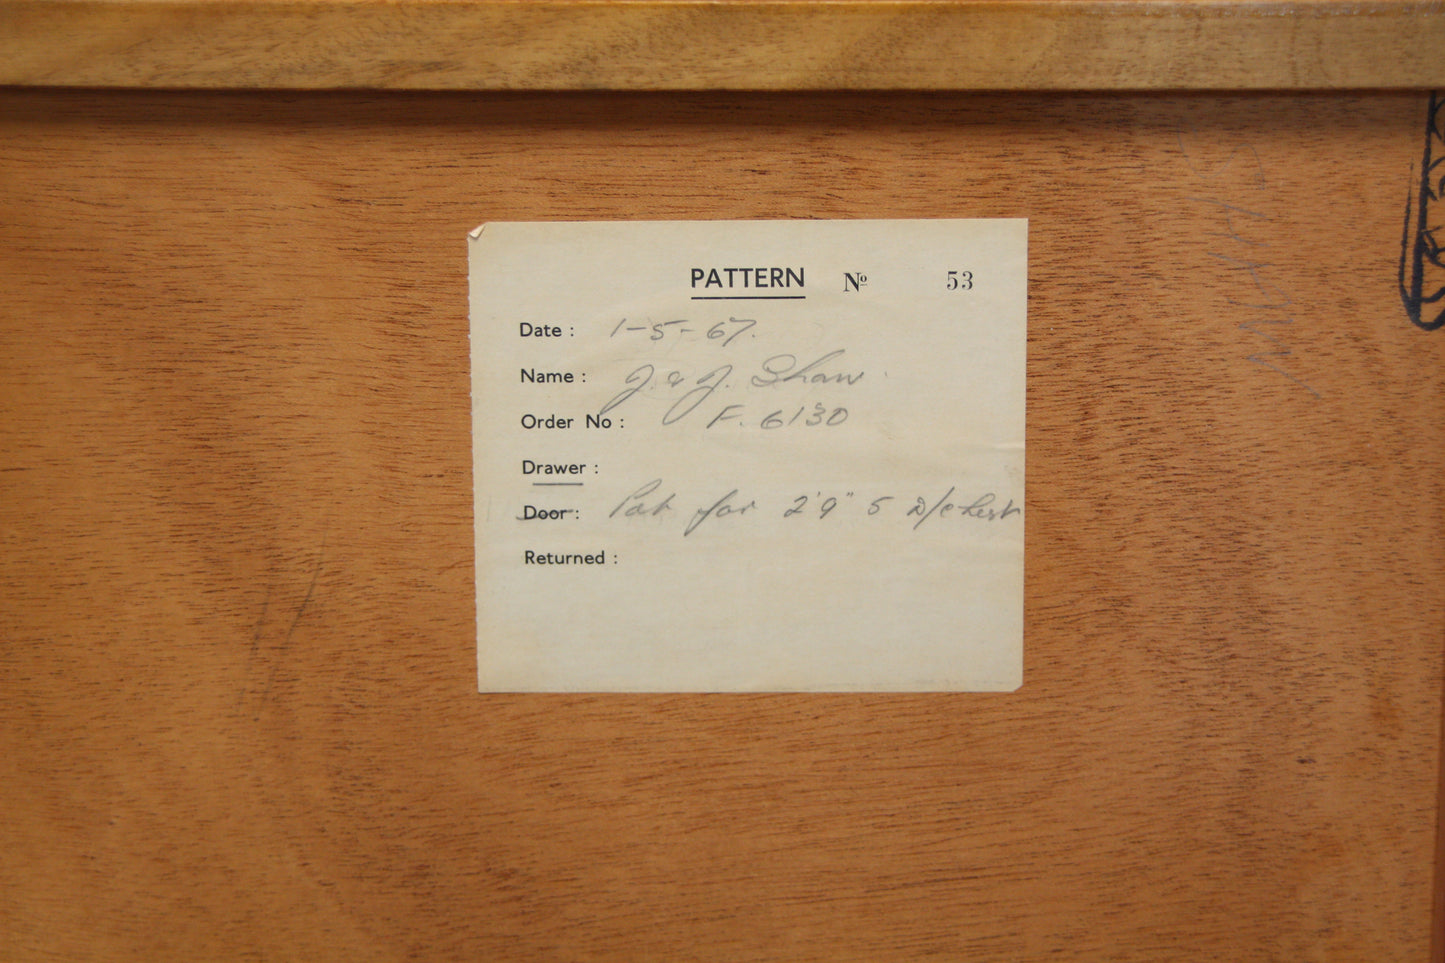 PATTERN Nº 53
Date : 1-5-67.
Name : J. & J. Shaw
Order No : F. 6130
Drawer :
Door : Pat for 2'9" 5 D/Chest
Returned :
SHAW